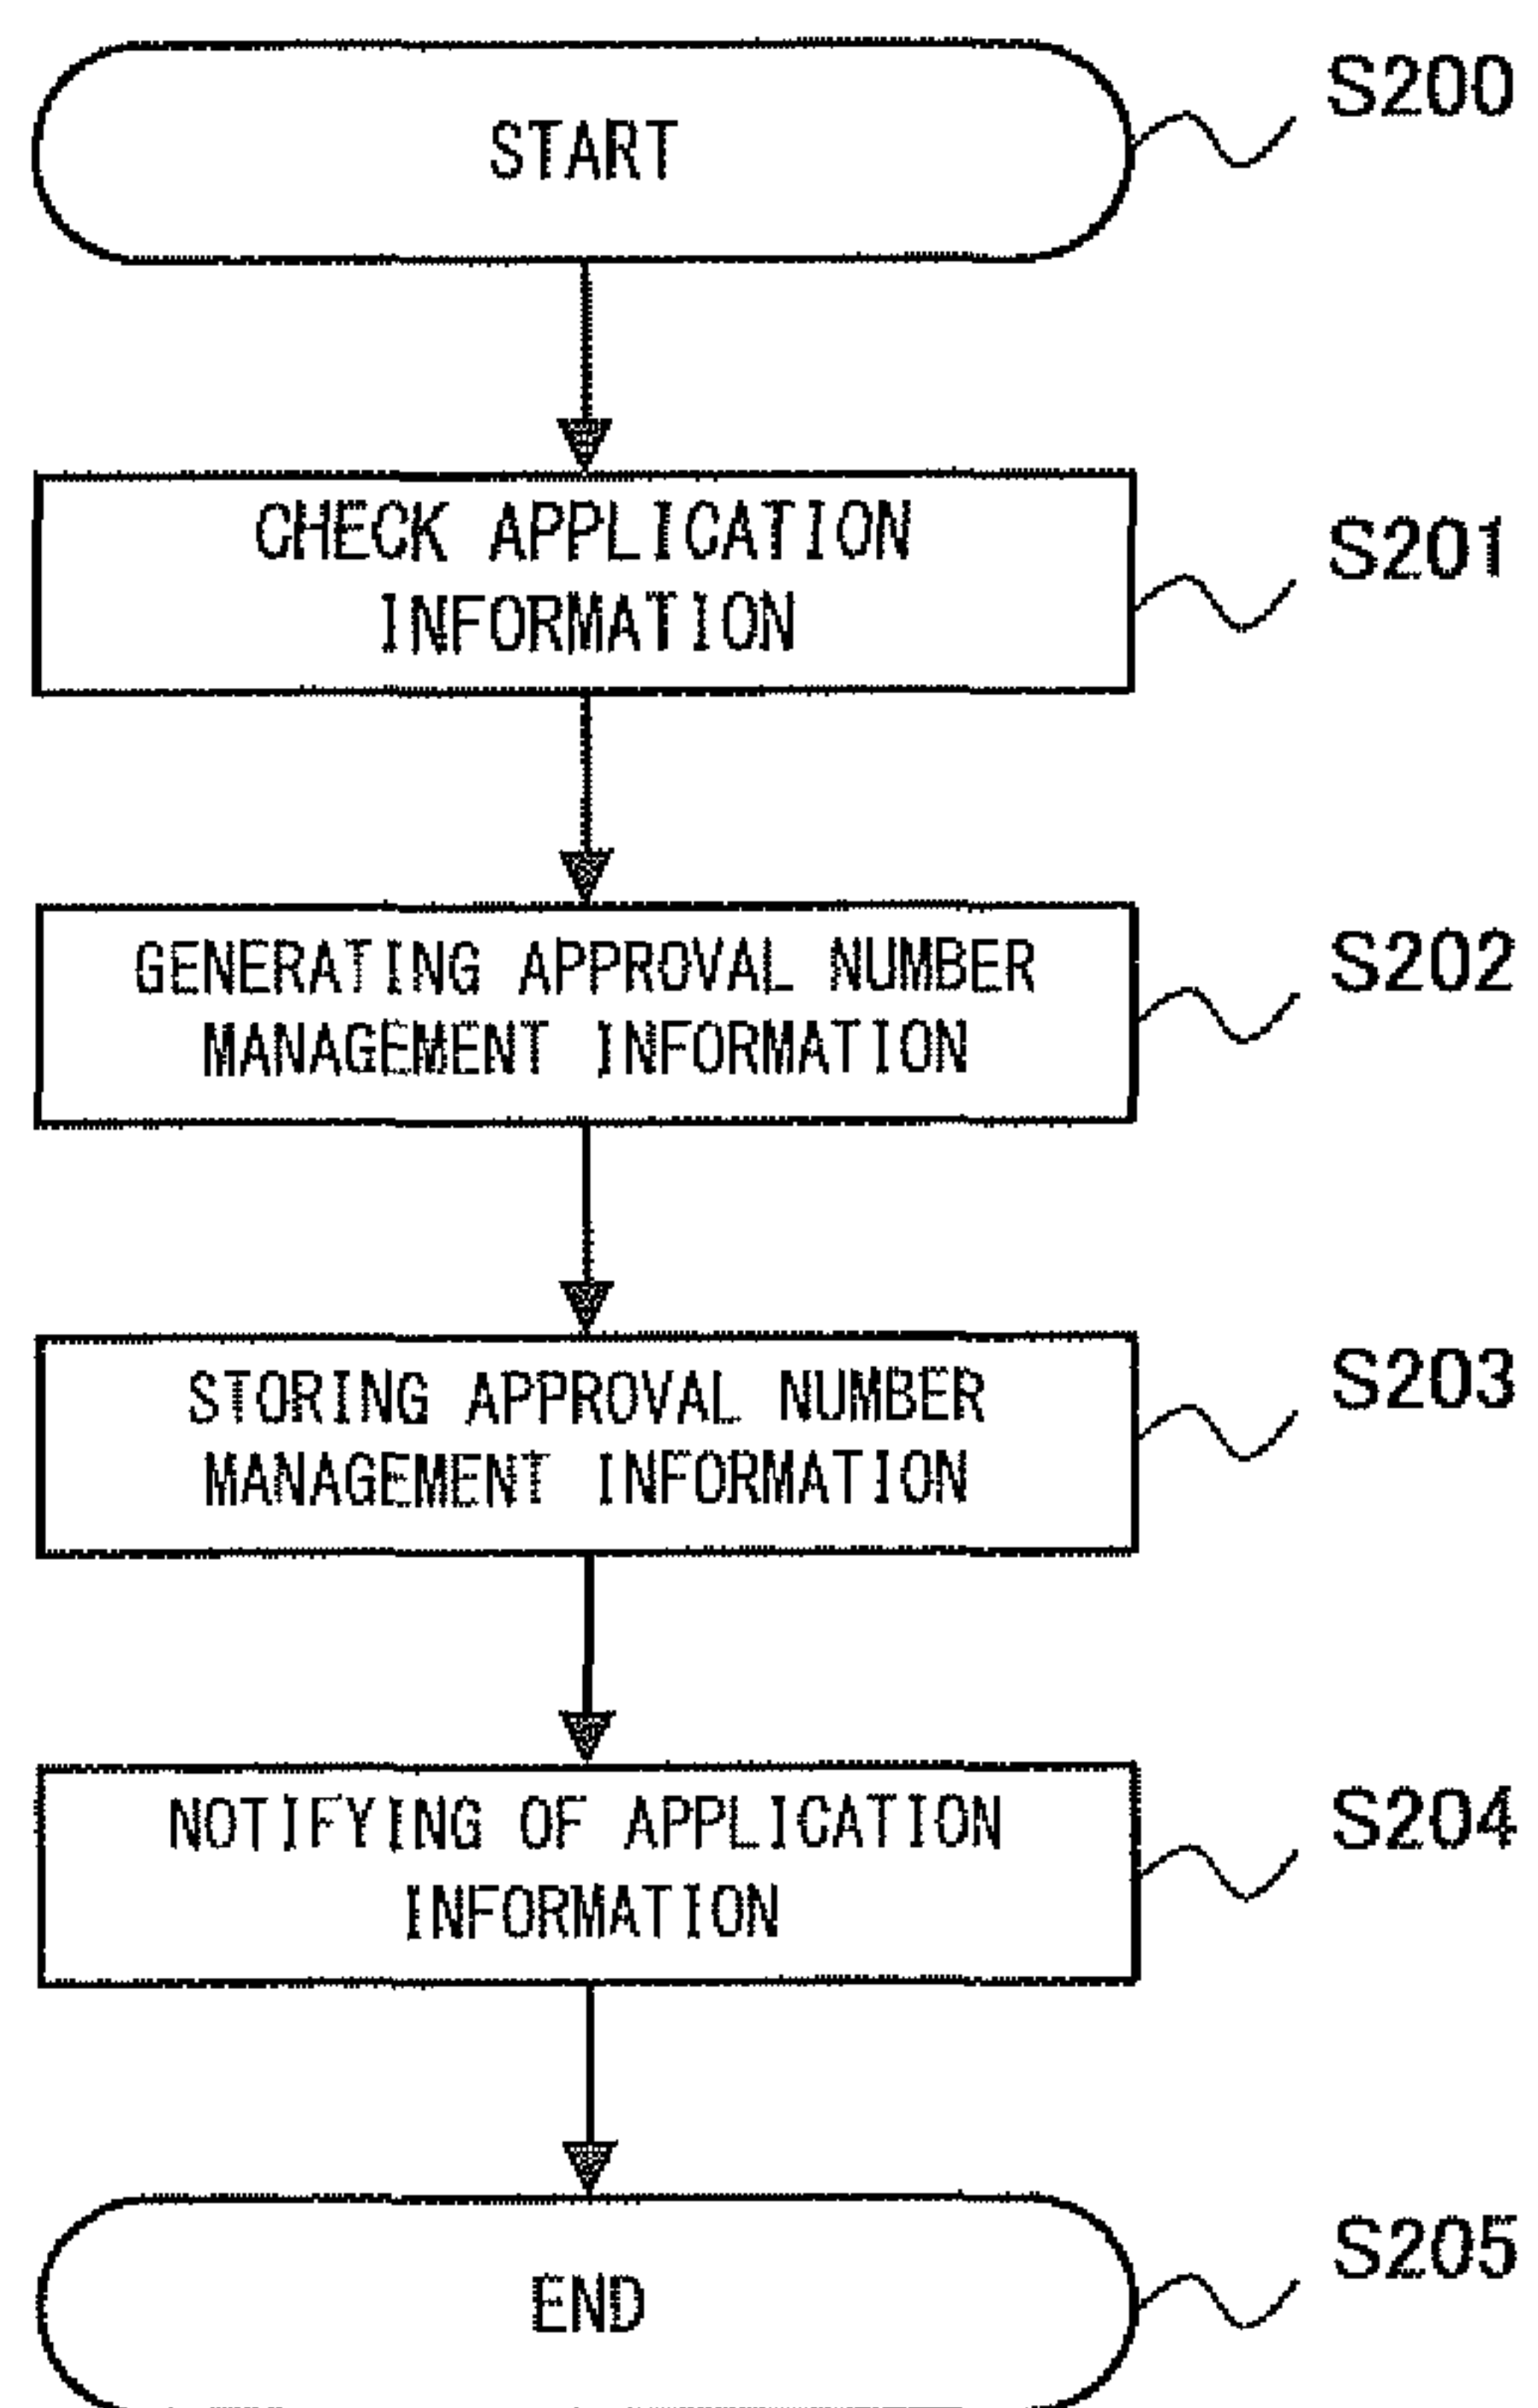 START
S200
CHECK APPLICATION
INFORMATION
S201
GENERATING APPROVAL NUMBER
MANAGEMENT INFORMATION
S202
STORING APPROVAL NUMBER
MANAGEMENT INFORMATION
S203
NOTIFYING OF APPLICATION
INFORMATION
S204
END
S205